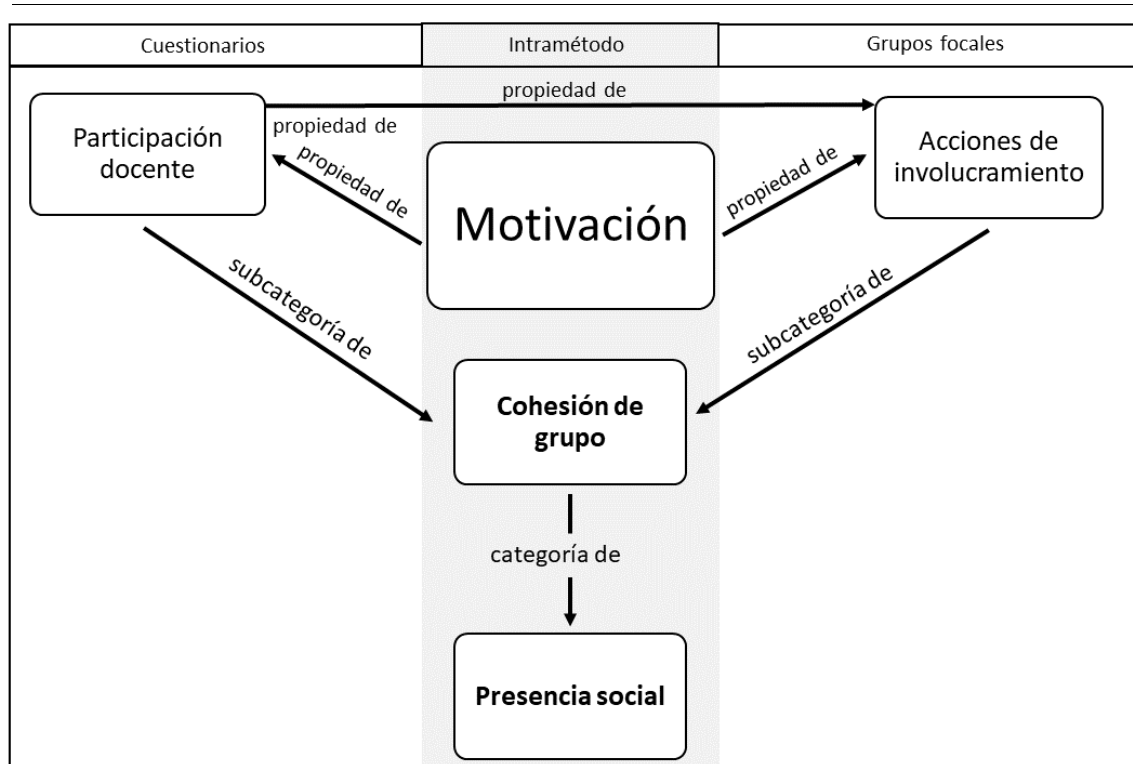 Cuestionarios
Intramétodo
Grupos focales
propiedad de
Participación
docente
propiedad de
propiedad de
Motivación
propiedad de
Acciones de
involucramiento
subcategoría de
subcategoría de
Cohesión de
grupo
categoría de
Presencia social